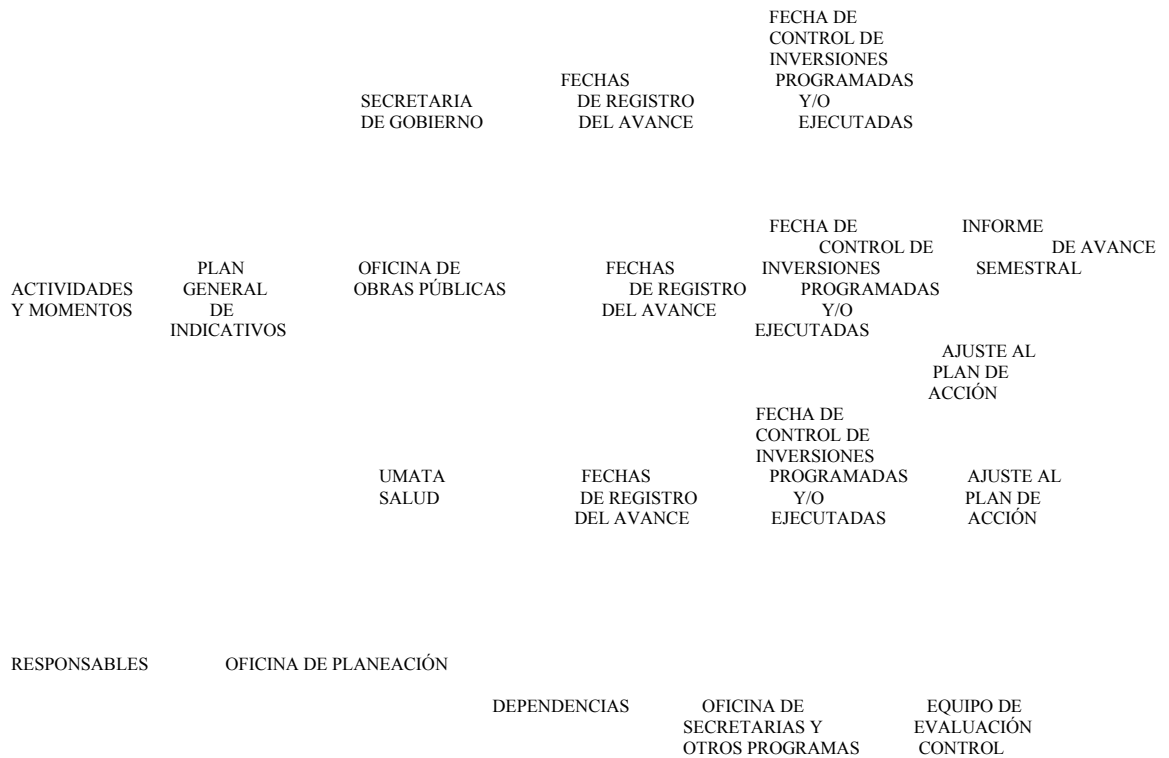 FECHA DE
CONTROL DE
INVERSIONES
FECHAS PROGRAMADAS
SECRETARIA DE REGISTRO Y/O
DE GOBIERNO DEL AVANCE EJECUTADAS
FECHA DE INFORME
CONTROL DE DE AVANCE
PLAN OFICINA DE FECHAS INVERSIONES SEMESTRAL
ACTIVIDADES GENERAL OBRAS PÚBLICAS DE REGISTRO PROGRAMADAS
Y MOMENTOS DE DEL AVANCE Y/O
INDICATIVOS EJECUTADAS
AJUSTE AL
PLAN DE
ACCIÓN
FECHA DE
CONTROL DE
INVERSIONES
UMATA FECHAS PROGRAMADAS AJUSTE AL
SALUD DE REGISTRO Y/O PLAN DE
DEL AVANCE EJECUTADAS ACCIÓN
RESPONSABLES OFICINA DE PLANEACIÓN
DEPENDENCIAS OFICINA DE EQUIPO DE
SECRETARIAS Y EVALUACIÓN
OTROS PROGRAMAS CONTROL